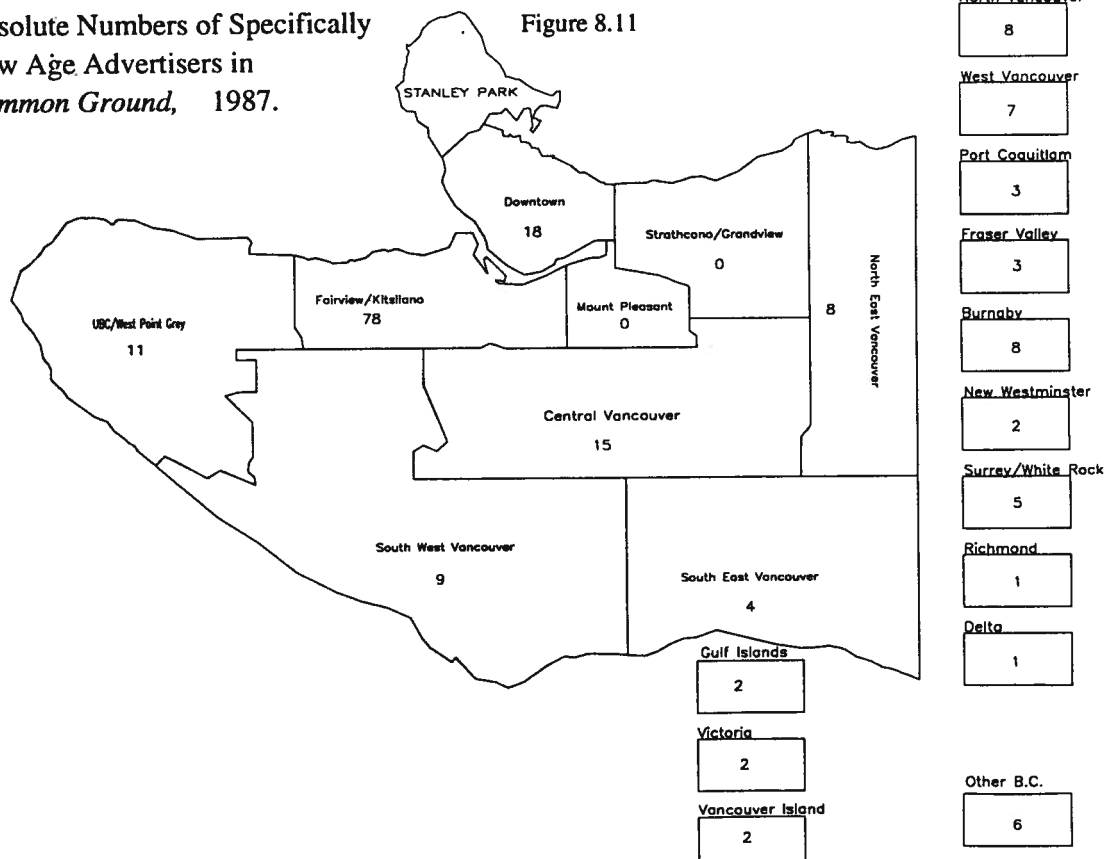 solute Numbers of Specifically
w Age Advertisers in
mmon Ground, 1987.
Figure 8.11
STANLEY PARK
Downtown
18
Strathcona/Grandview
0
North East Vancouver
8
Fairview/Kitsilano
78
Mount Pleasant
0
UBC/West Point Grey
11
Central Vancouver
15
South West Vancouver
9
South East Vancouver
4
North Vancouver
8
West Vancouver
7
Port Coquitlam
3
Fraser Valley
3
Burnaby
8
New Westminster
2
Surrey/White Rock
5
Richmond
1
Delta
1
Gulf Islands
2
Victoria
2
Vancouver Island
2
Other B.C.
6